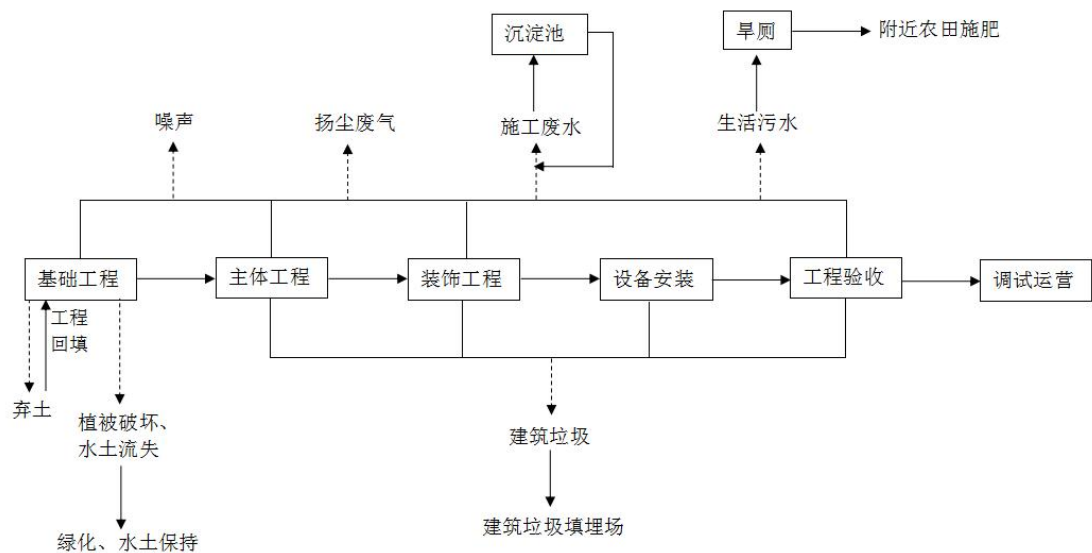 沉淀池
旱厕
附近农田施肥
噪声
扬尘废气
施工废水
生活污水
基础工程
主体工程
装饰工程
设备安装
工程验收
调试运营
工程
回填
弃土
植被破坏、
水土流失
建筑垃圾
建筑垃圾填埋场
绿化、水土保持